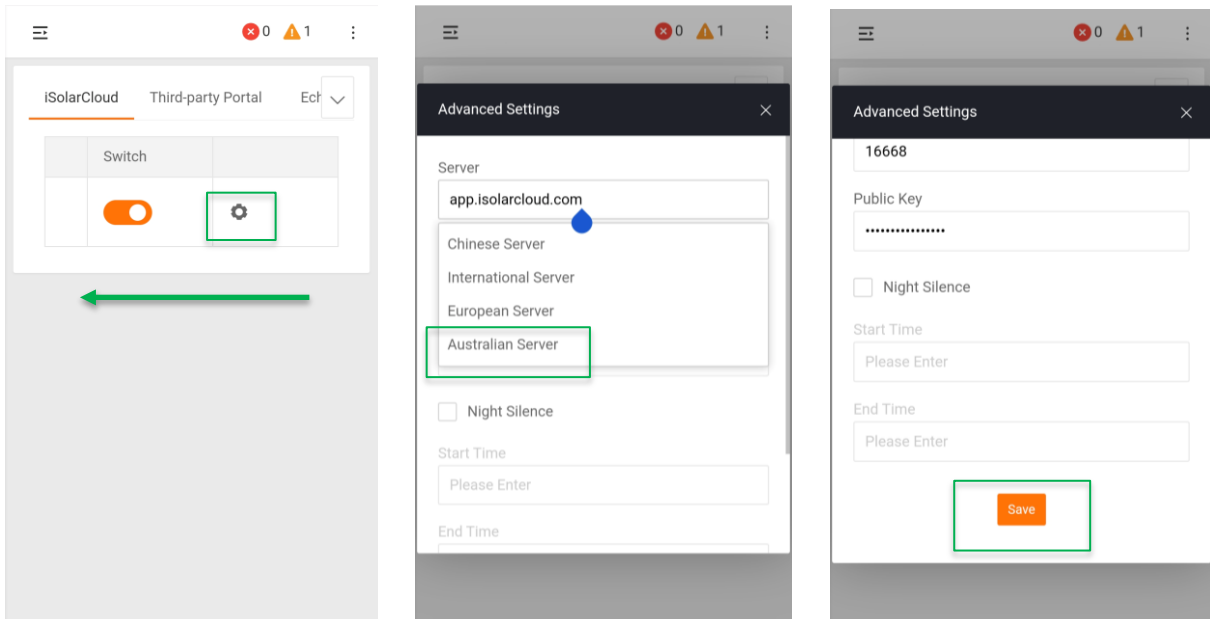 0 1
iSolarCloud Third-party Portal Ech
Switch
0 1
Advanced Settings
Server
app.isolarcloud.com
Chinese Server
International Server
European Server
Australian Server
Night Silence
Start Time
Please Enter
End Time
0 1
Advanced Settings
16668
Public Key
••••••••••••••••
Night Silence
Start Time
Please Enter
End Time
Please Enter
Save